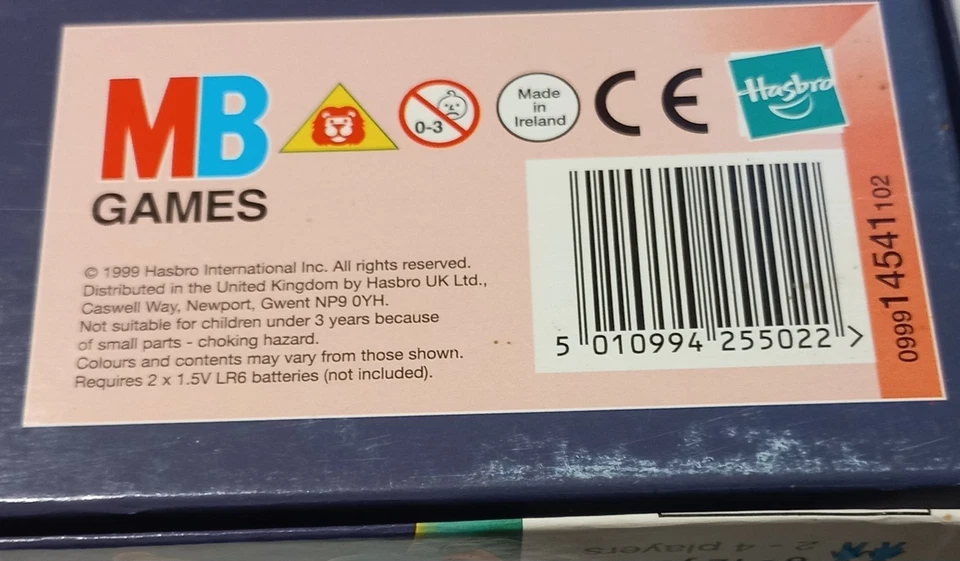 MB
GAMES
0-3
Made
in
Ireland
CE
Hasbro
© 1999 Hasbro International Inc. All rights reserved.
Distributed in the United Kingdom by Hasbro UK Ltd.,
Caswell Way, Newport, Gwent NP9 0YH.
Not suitable for children under 3 years because
of small parts - choking hazard.
Colours and contents may vary from those shown.
Requires 2 x 1.5V LR6 batteries (not included).
5 010994 255022 >
099914541102
2 - 4 players